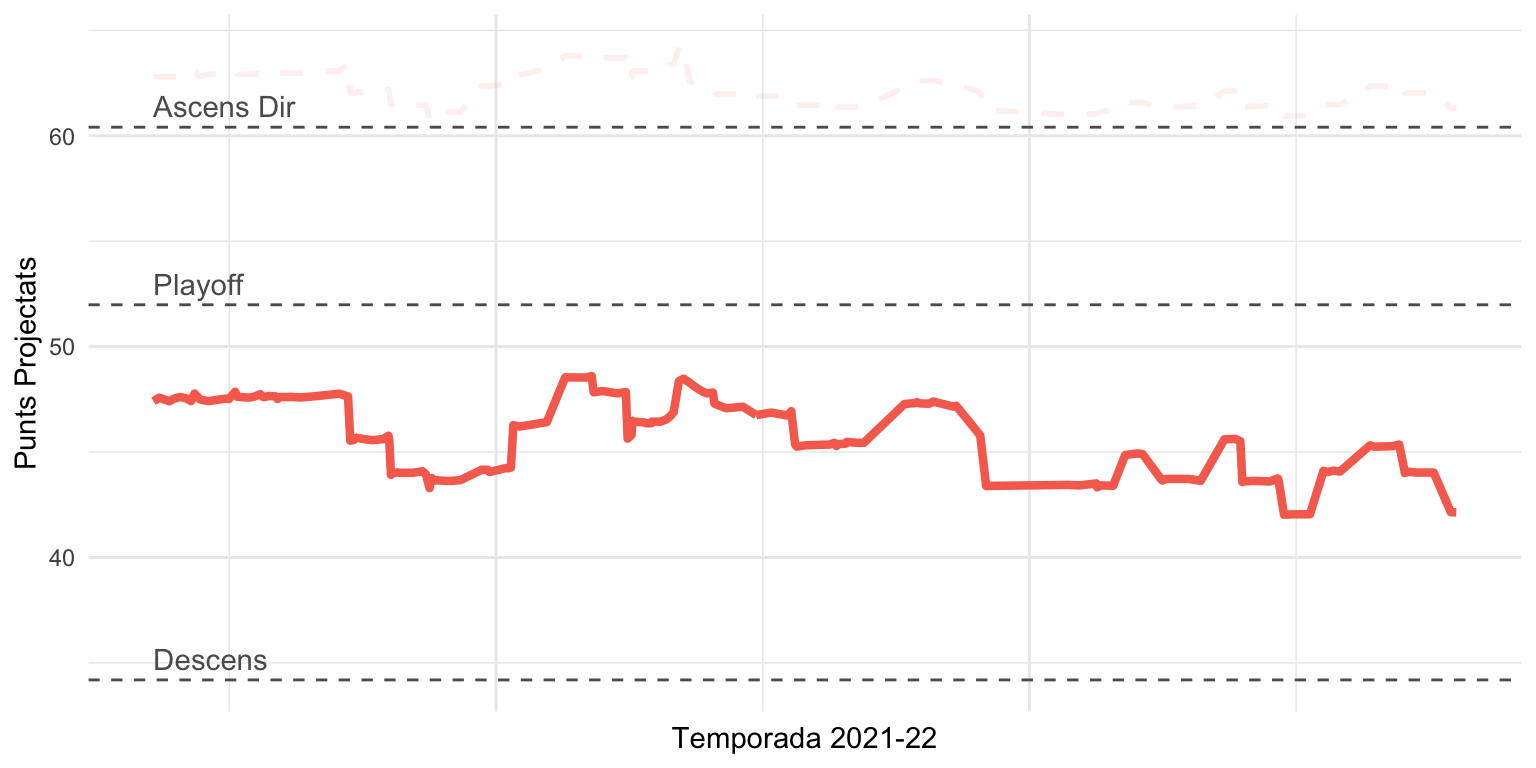 Ascens Dir
60
Playoff
50
Punts Projectats
40
Descens
Temporada 2021-22